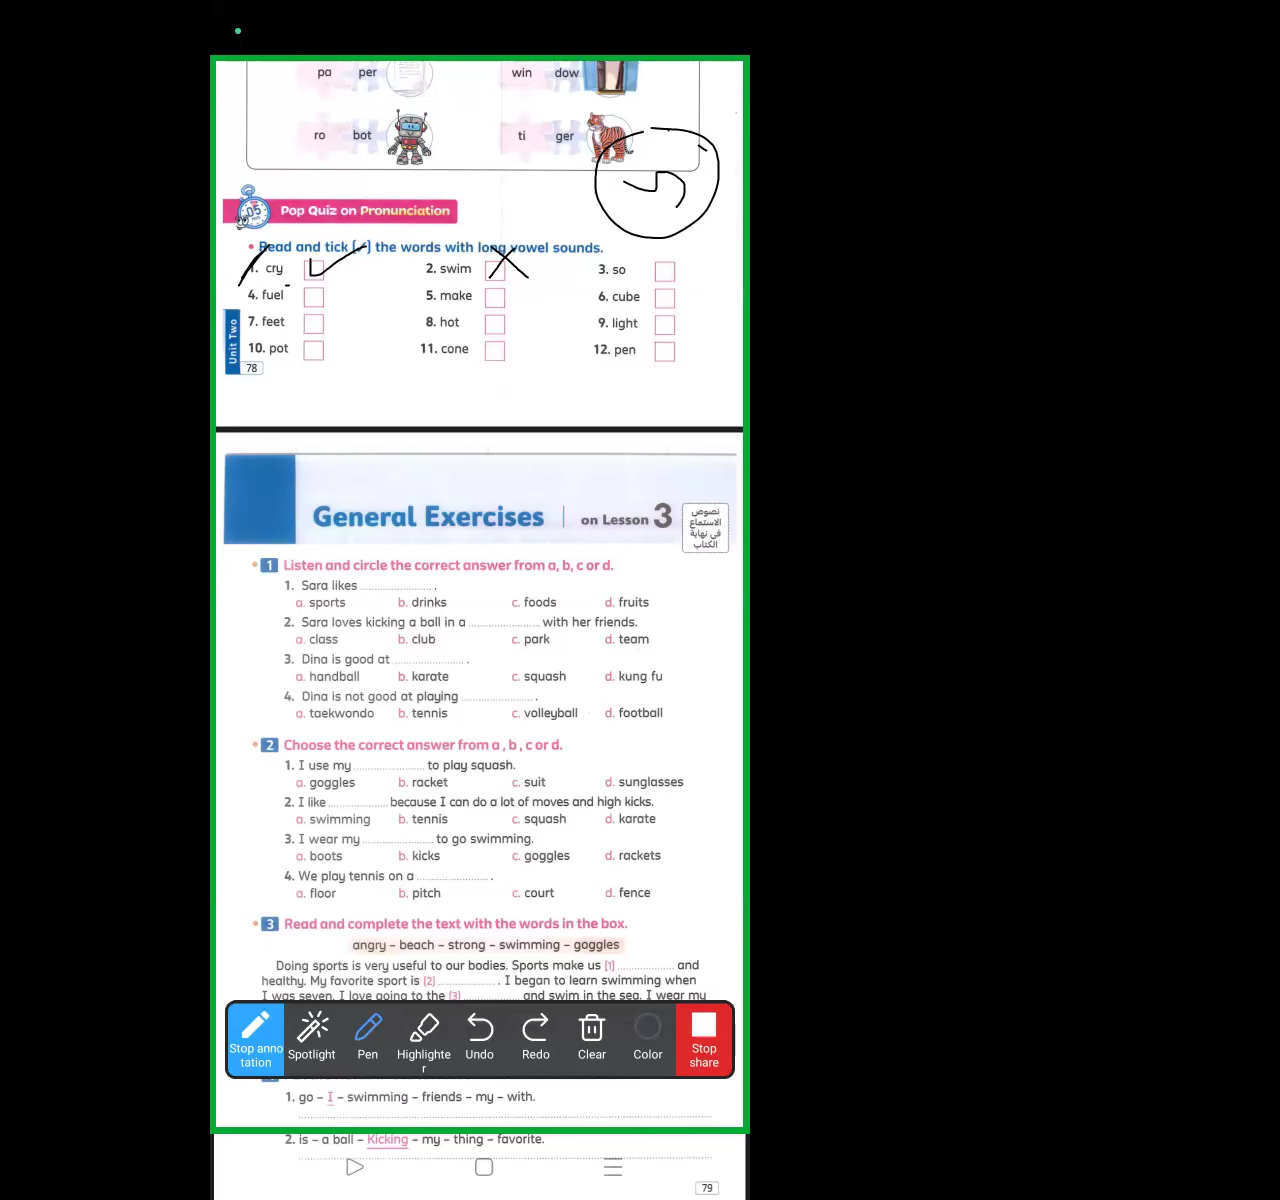 pa per win dow
ro bot ti ger
05
Pop Quiz on Pronunciation
• Read and tick [✓] the words with long vowel sounds.
1. cry 2. swim 3. so
4. fuel 5. make 6. cube
7. feet 8. hot 9. light
10. pot 11. cone 12. pen
Unit Two
78
General Exercises on Lesson 3
نصوص
الاستماع
في نهاية
الكتاب
1 Listen and circle the correct answer from a, b, c or d.
1. Sara likes ........................ .
a. sports b. drinks c. foods d. fruits
2. Sara loves kicking a ball in a ........................ with her friends.
a. class b. club c. park d. team
3. Dina is good at ........................ .
a. handball b. karate c. squash d. kung fu
4. Dina is not good at playing ........................ .
a. taekwondo b. tennis c. volleyball d. football
2 Choose the correct answer from a , b , c or d.
1. I use my ........................ to play squash.
a. goggles b. racket c. suit d. sunglasses
2. I like .................... because I can do a lot of moves and high kicks.
a. swimming b. tennis c. squash d. karate
3. I wear my ........................ to go swimming.
a. boots b. kicks c. goggles d. rackets
4. We play tennis on a ........................ .
a. floor b. pitch c. court d. fence
3 Read and complete the text with the words in the box.
angry – beach – strong – swimming – goggles
Doing sports is very useful to our bodies. Sports make us [1] ................... and
healthy. My favorite sport is [2] ................... . I began to learn swimming when
I was seven. I love going to the [3] ................... and swim in the sea. I wear my
Stop annotation Spotlight Pen Highlighter Undo Redo Clear Color Stop share
1. go – I – swimming – friends – my – with.
2. is – a ball – Kicking – my – thing – favorite.
79